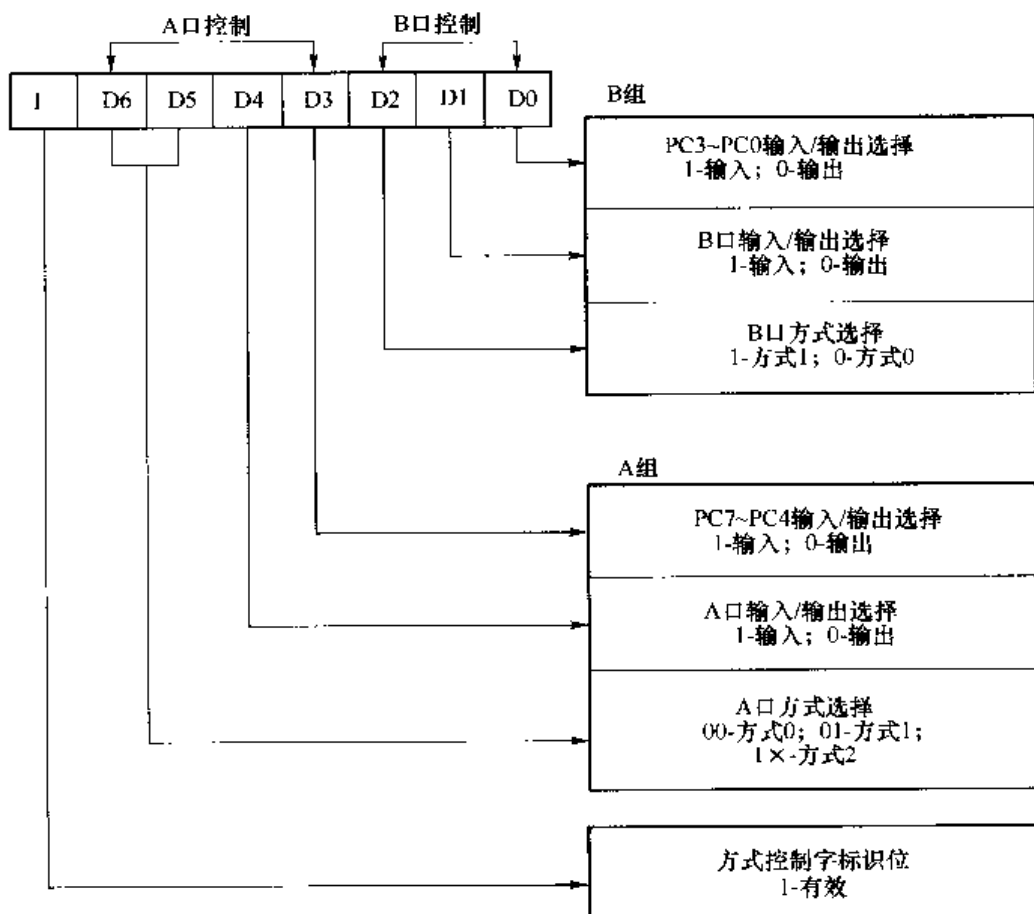 A口控制
B口控制
1 D6 D5 D4 D3 D2 D1 D0
B组
PC3~PC0输入/输出选择
1-输入；0-输出
B口输入/输出选择
1-输入；0-输出
B口方式选择
1-方式1；0-方式0
A组
PC7~PC4输入/输出选择
1-输入；0-输出
A口输入/输出选择
1-输入；0-输出
A口方式选择
00-方式0；01-方式1；
1×-方式2
方式控制字标识位
1-有效